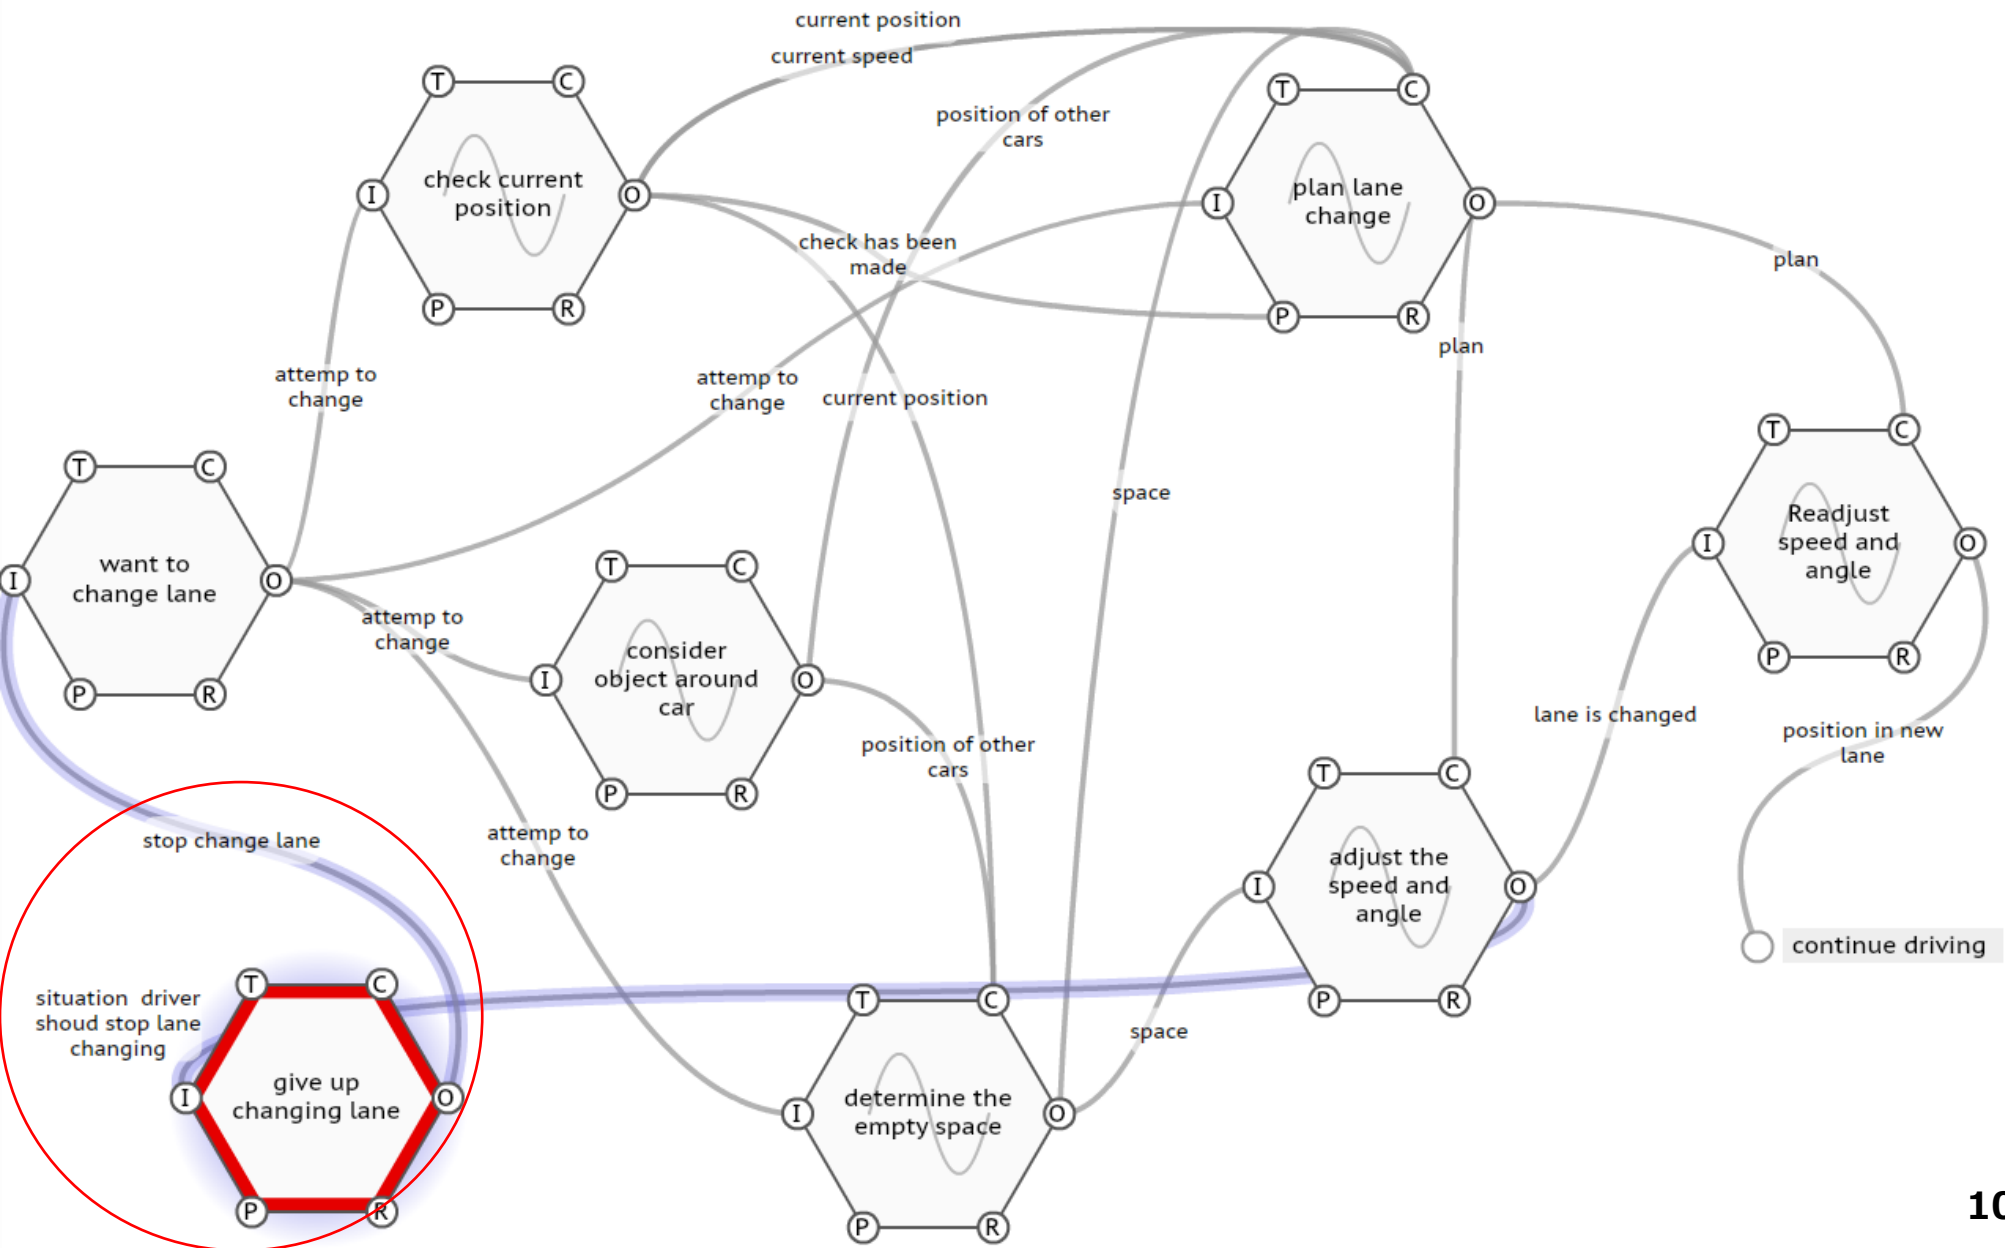 current position
current speed
T
C
I
check current
position
O
P
R
position of other
cars
T
C
I
plan lane
change
O
P
R
check has been
made
plan
plan
attemp to
change
attemp to
change
current position
space
T
C
I
want to
change lane
O
P
R
attemp to
change
T
C
I
consider
object around
car
O
P
R
T
C
I
Readjust
speed and
angle
O
P
R
lane is changed
position in new
lane
position of other
cars
stop change lane
attemp to
change
T
C
I
adjust the
speed and
angle
O
P
R
continue driving
situation driver
shoud stop lane
changing
T
C
I
give up
changing lane
O
P
R
T
C
I
determine the
empty space
O
P
R
space